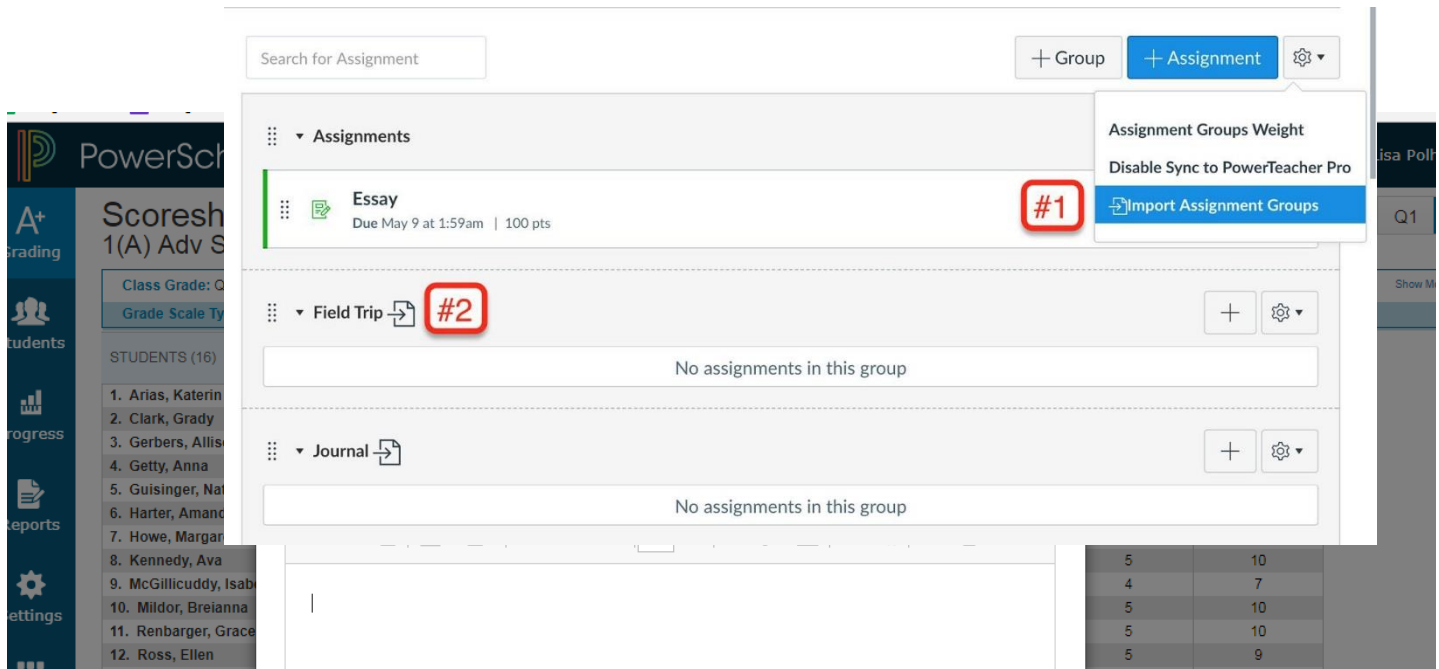 Search for Assignment
+ Group
+ Assignment
Assignments
Assignment Groups Weight
Disable Sync to PowerTeacher Pro
#1
Import Assignment Groups
Essay
Due May 9 at 1:59am | 100 pts
Field Trip
#2
No assignments in this group
Journal
No assignments in this group
PowerSch
isa Polh
A+
Grading
Scoresh
1(A) Adv S
Q1
Class Grade: Q
Show Mo
Grade Scale Ty
tudents
STUDENTS (16)
1. Arias, Katerin
2. Clark, Grady
rogress
3. Gerbers, Allis
4. Getty, Anna
5. Guisinger, Nat
6. Harter, Amand
eports
7. Howe, Margar
8. Kennedy, Ava 5 10
9. McGillicuddy, Isab 4 7
10. Mildor, Breianna 5 10
ettings
11. Renbarger, Grace 5 10
12. Ross, Ellen 5 9